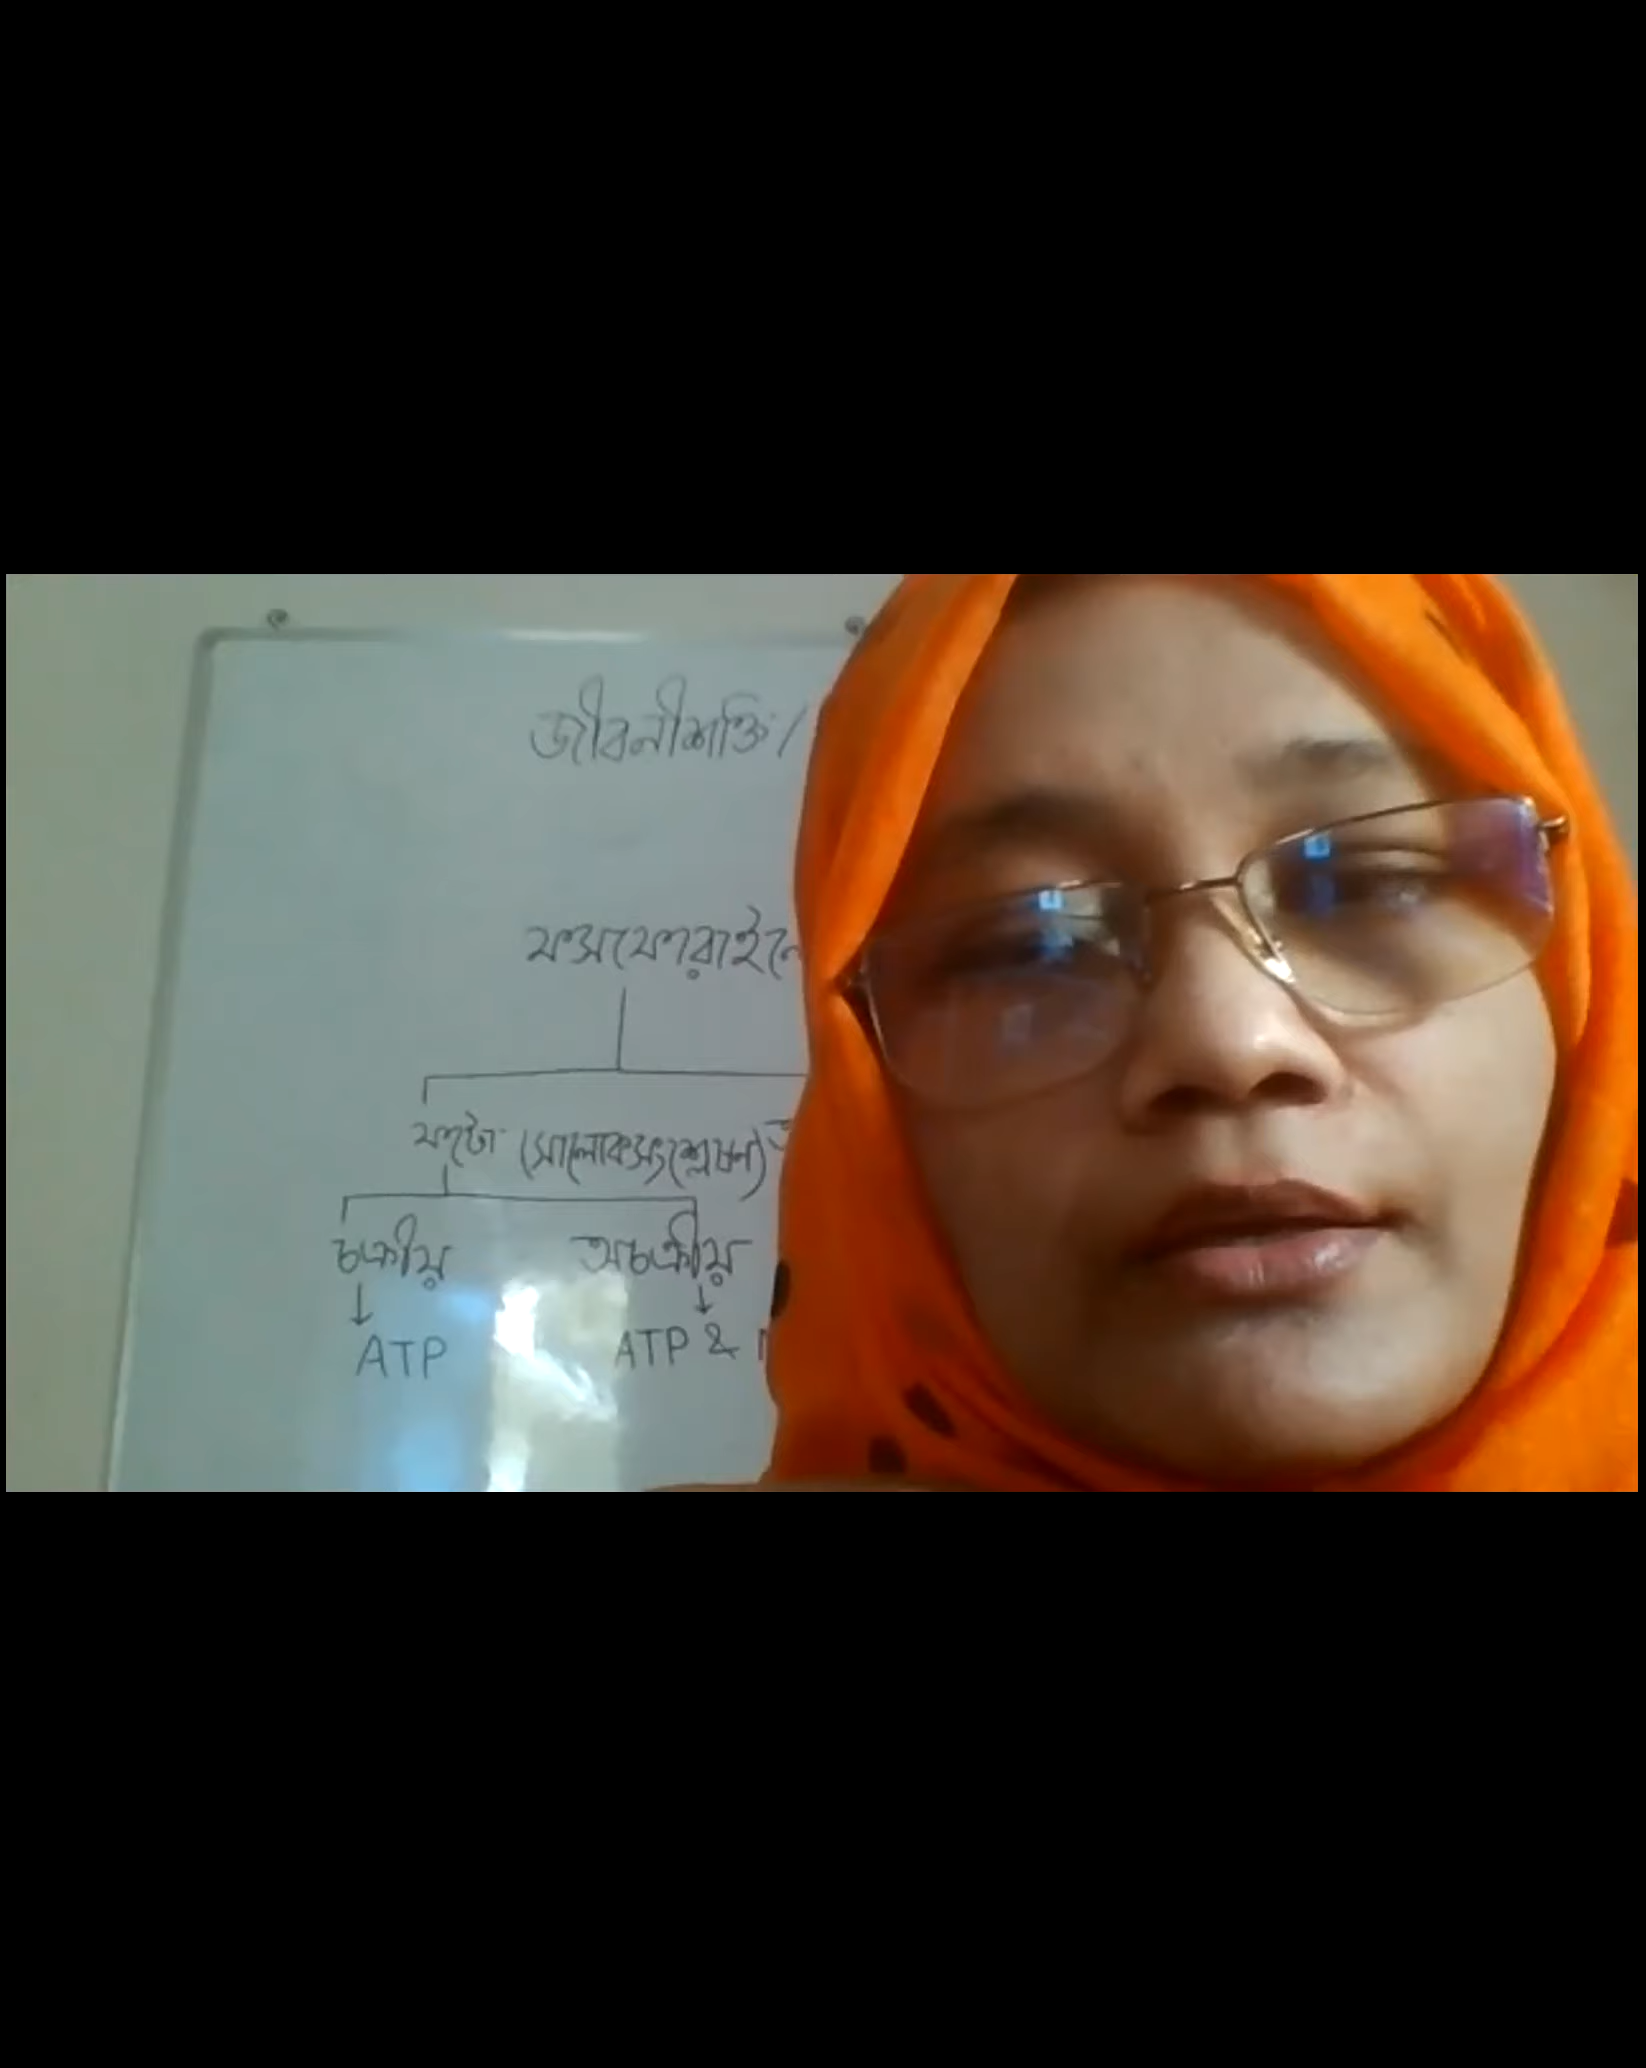 জীবনীশক্তি /
ফসফোরাইলে
ফটো (সালোকসংশ্লেষণ)
চক্রীয় অচক্রীয়
↓ ↓
ATP ATP &